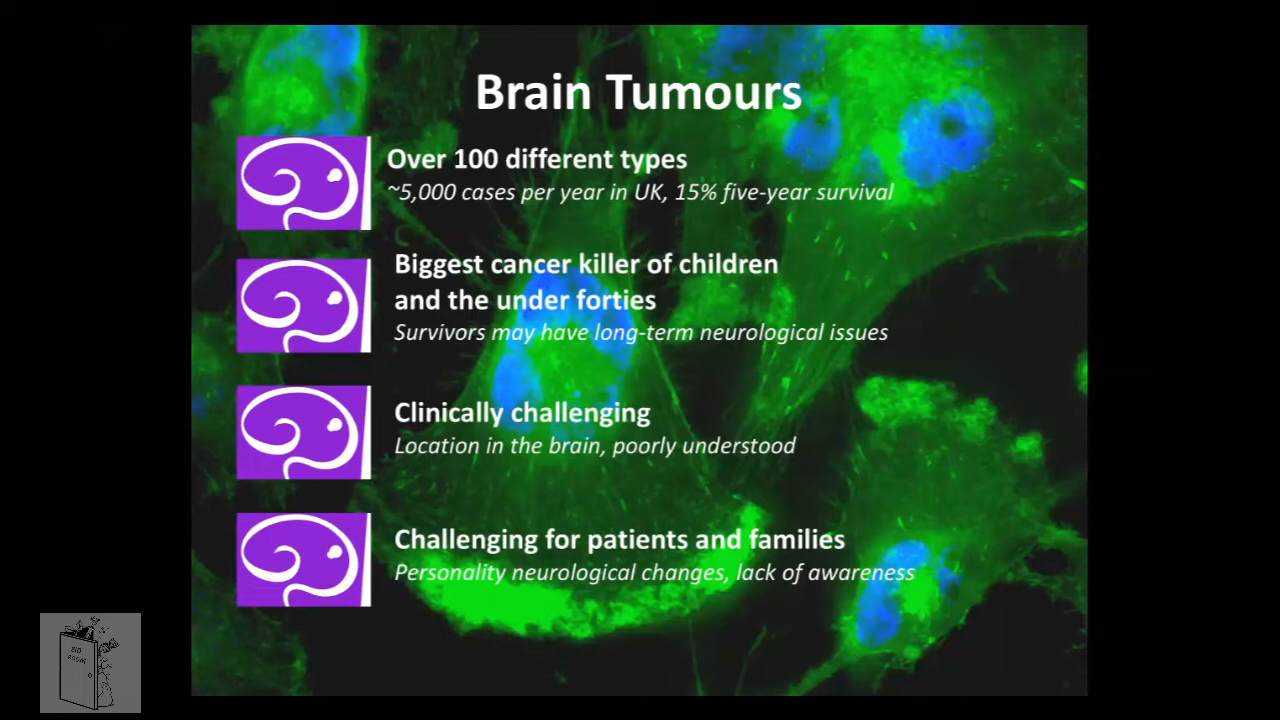 Brain Tumours
Over 100 different types
~5,000 cases per year in UK, 15% five-year survival
Biggest cancer killer of children
and the under forties
Survivors may have long-term neurological issues
Clinically challenging
Location in the brain, poorly understood
Challenging for patients and families
Personality neurological changes, lack of awareness
ROOM